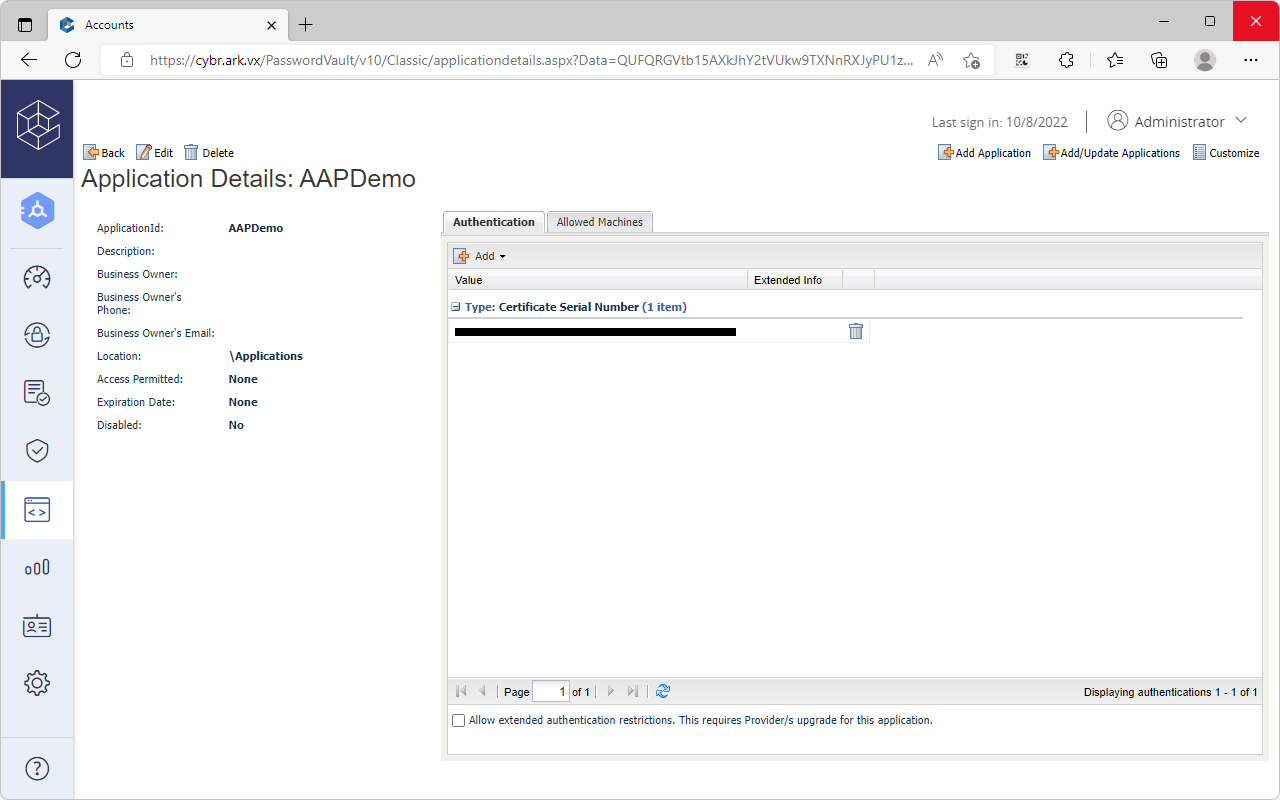 Accounts
https://cybr.ark.vx/PasswordVault/v10/Classic/applicationdetails.aspx?Data=QUFQRGVtb15AXkJhY2tVUkw9TXNnRXJyPU1z...
Last sign in: 10/8/2022
Administrator
Back Edit Delete
Add Application Add/Update Applications Customize
Application Details: AAPDemo
ApplicationId: AAPDemo
Description:
Business Owner:
Business Owner's
Phone:
Business Owner's Email:
Location: \Applications
Access Permitted: None
Expiration Date: None
Disabled: No
Authentication Allowed Machines
Add
Value Extended Info
Type: Certificate Serial Number (1 item)
Page 1 of 1
Displaying authentications 1 - 1 of 1
Allow extended authentication restrictions. This requires Provider/s upgrade for this application.